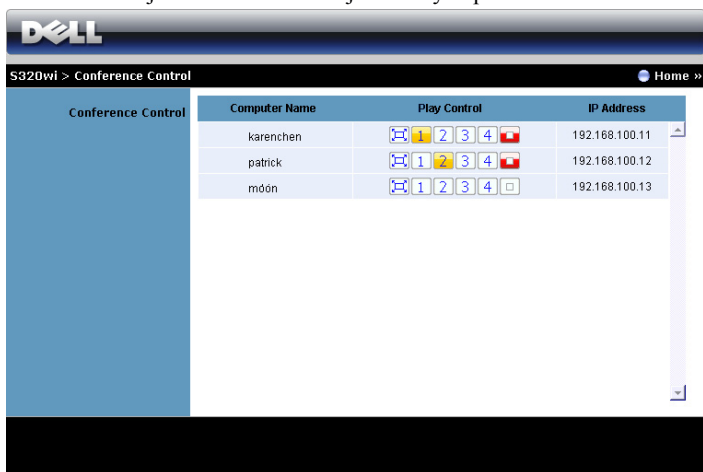 DELL
S320wi > Conference Control
Home »
Conference Control
Computer Name Play Control IP Address
karenchen 1 2 3 4 192.168.100.11
patrick 1 2 3 4 192.168.100.12
móón 1 2 3 4 192.168.100.13